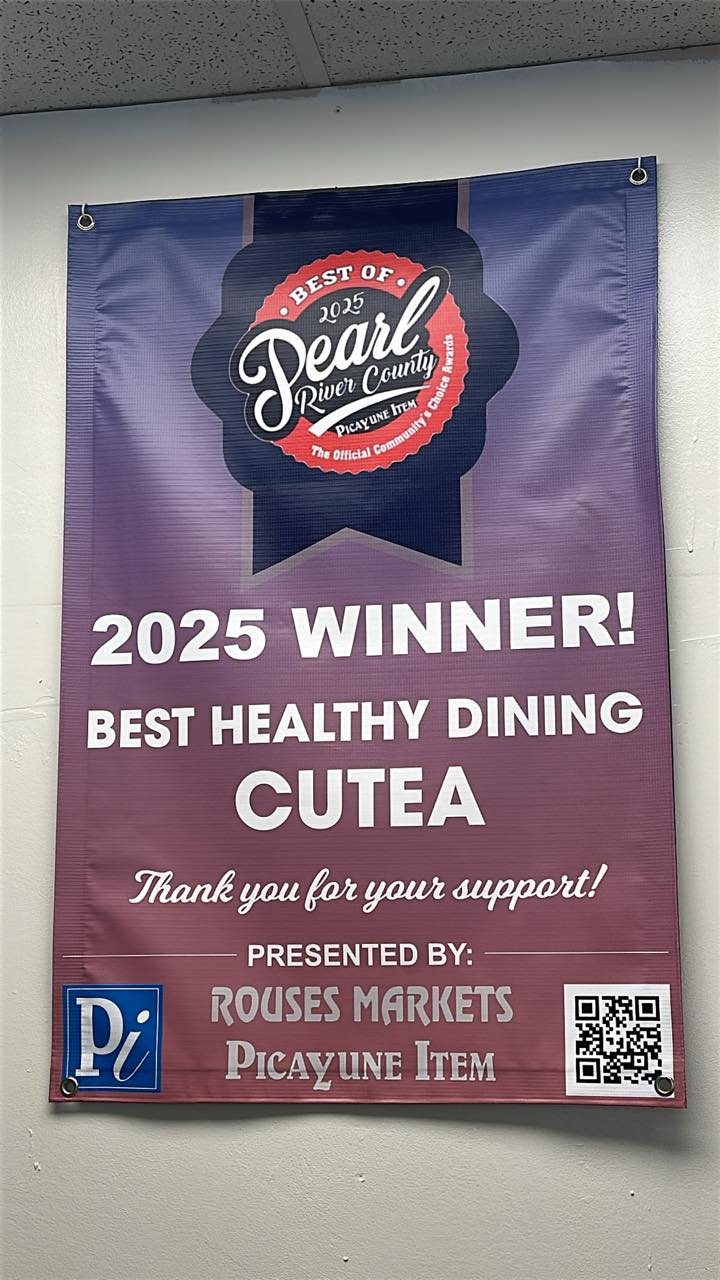 • BEST OF •
2025
Pearl
River County
PICAYUNE ITEM
The Official Community's Choice Awards
2025 WINNER!
BEST HEALTHY DINING
CUTEA
Thank you for your support!
PRESENTED BY:
ROUSES MARKETS
Pi
PICAYUNE ITEM